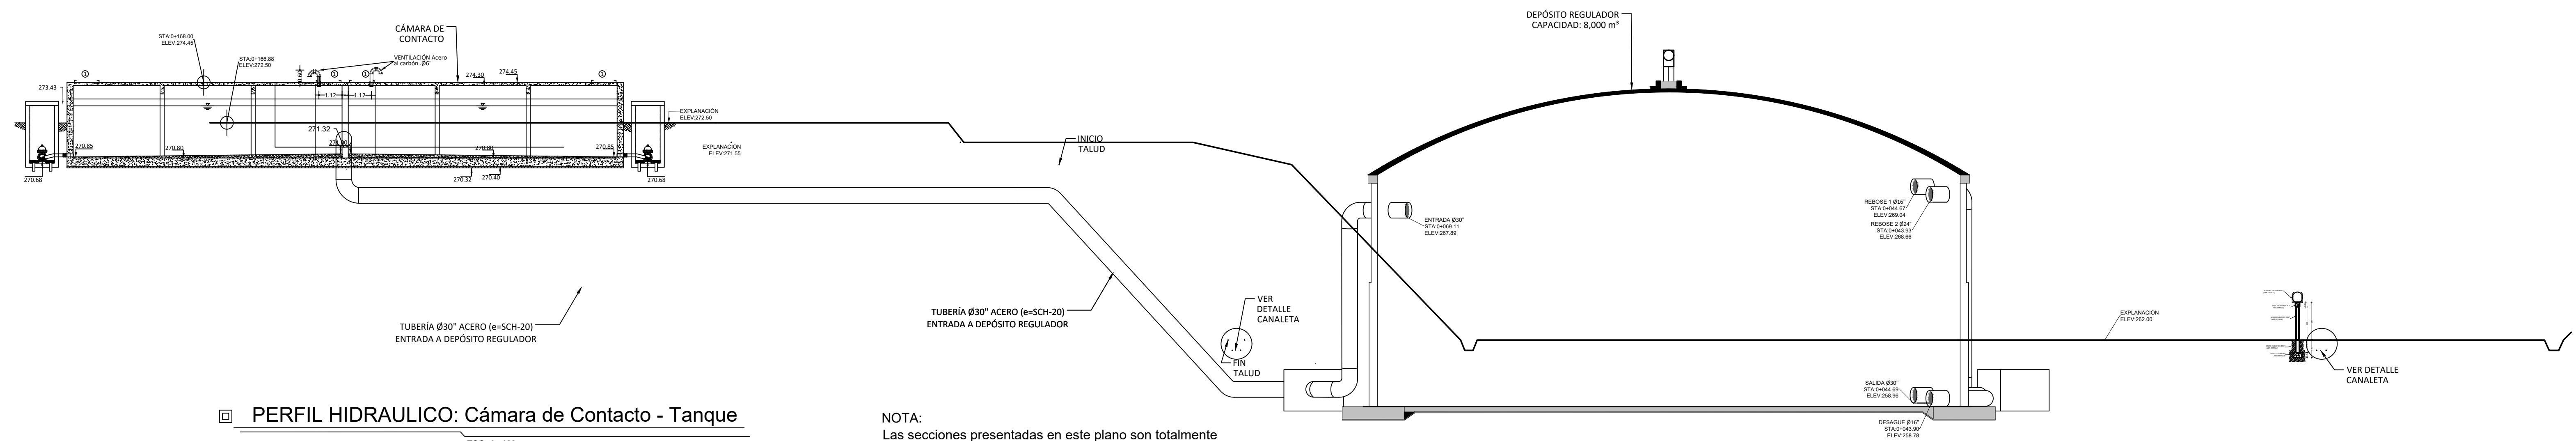 STA:0+168.00
ELEV:274.45
STA:0+166.88
ELEV:272.50
CÁMARA DE
CONTACTO
VENTILACIÓN Acero
al carbón .Ø6"
0.60
1
1
1
1
274.30
274.45
273.43
1.12
1.12
271.32
270.85
270.80
270.80
270.85
270.68
270.32
270.40
270.68
EXPLANACIÓN
ELEV:272.50
EXPLANACIÓN
ELEV:271.55
INICIO
TALUD
DEPÓSITO REGULADOR
CAPACIDAD: 8,000 m³
ENTRADA Ø30"
STA:0+069.11
ELEV:267.89
REBOSE 1 Ø16"
STA:0+044.67
ELEV:269.04
REBOSE 2 Ø24"
STA:0+043.93
ELEV:268.66
TUBERÍA Ø30" ACERO (e=SCH-20)
ENTRADA A DEPÓSITO REGULADOR
TUBERÍA Ø30" ACERO (e=SCH-20)
ENTRADA A DEPÓSITO REGULADOR
VER
DETALLE
CANALETA
FIN
TALUD
EXPLANACIÓN
ELEV:262.00
VER DETALLE
CANALETA
SALIDA Ø30"
STA:0+044.69
ELEV:258.96
DESAGUE Ø16"
STA:0+043.90
ELEV:258.78
PERFIL HIDRAULICO: Cámara de Contacto - Tanque
NOTA:
Las secciones presentadas en este plano son totalmente